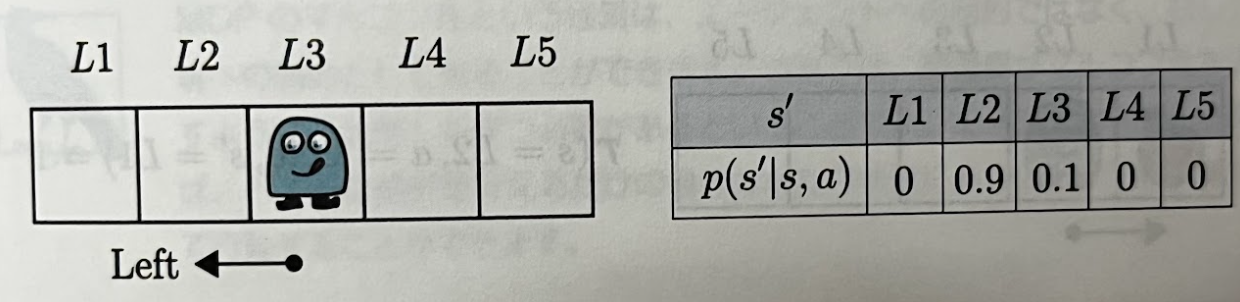 L1 L2 L3 L4 L5
Left
s′ L1 L2 L3 L4 L5
p(s′|s, a) 0 0.9 0.1 0 0